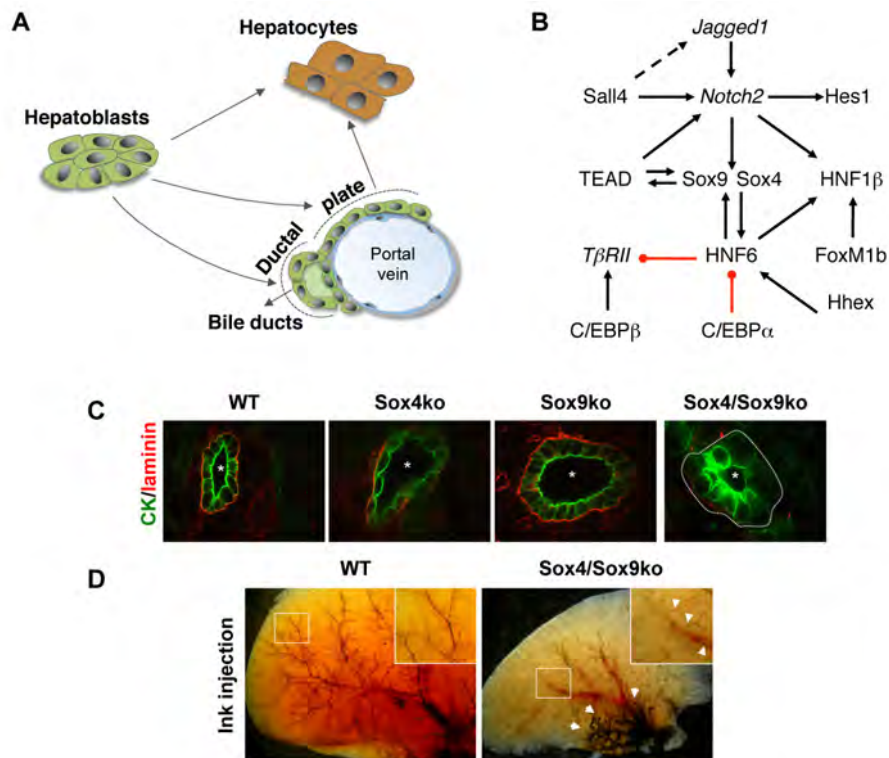 A
Hepatocytes
Hepatoblasts
Ductal plate
Portal
vein
Bile ducts
B
Jagged1
Sall4 Notch2 Hes1
TEAD Sox9 Sox4 HNF1β
TβRII HNF6 FoxM1b
Hhex
C/EBPβ C/EBPα
C
WT Sox4ko Sox9ko Sox4/Sox9ko
CK/laminin
* * * *
D
WT Sox4/Sox9ko
Ink injection